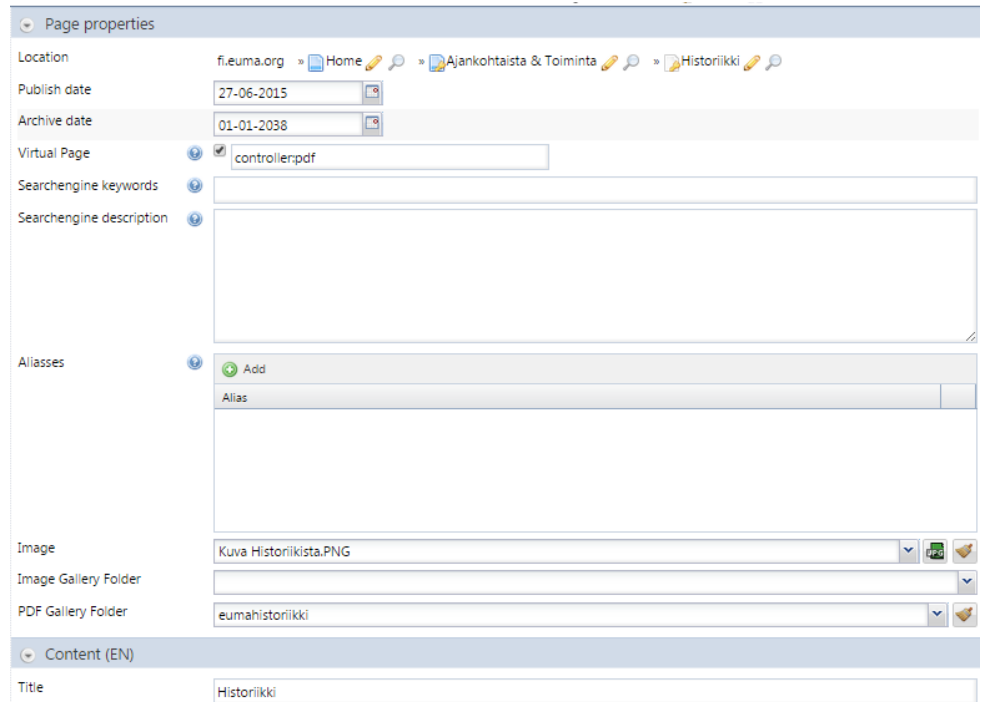 Page properties
Location fi.euma.org » Home » Ajankohtaista & Toiminta » Historiikki
Publish date 27-06-2015
Archive date 01-01-2038
Virtual Page controller:pdf
Searchengine keywords
Searchengine description
Aliasses Add
Alias
Image Kuva Historiikista.PNG JPG
Image Gallery Folder
PDF Gallery Folder eumahistoriikki
Content (EN)
Title Historiikki